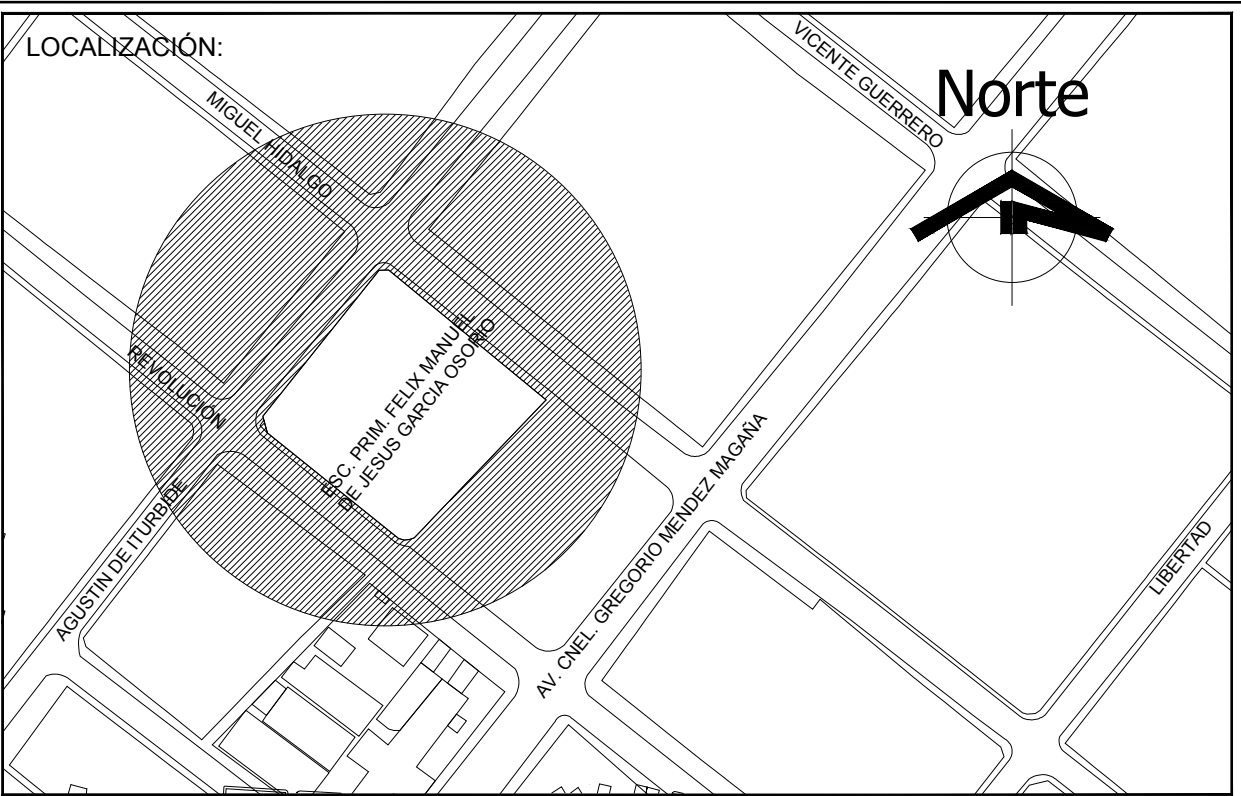 LOCALIZACIÓN:
VICENTE GUERRERO
Norte
MIGUEL HIDALGO
REVOLUCIÓN
ESC. PRIM. FELIX MANUEL
DE JESUS GARCIA OSORIO
AGUSTIN DE ITURBIDE
AV. CNEL. GREGORIO MENDEZ MAGAÑA
LIBERTAD